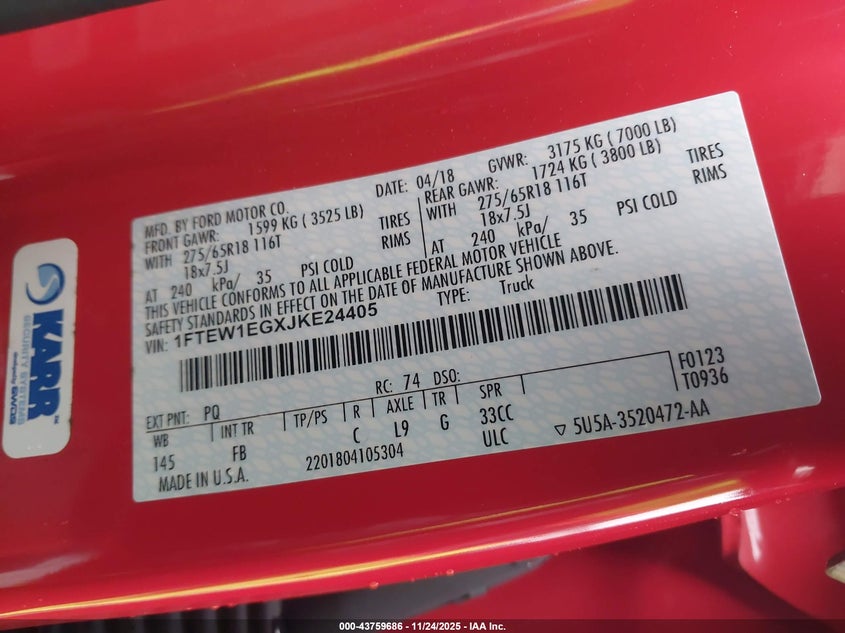 MFD. BY FORD MOTOR CO.
DATE: 04/18 GVWR: 3175 KG ( 7000 LB)
FRONT GAWR: 1599 KG ( 3525 LB) REAR GAWR: 1724 KG ( 3800 LB)
WITH 275/65R18 116T TIRES WITH 275/65R18 116T TIRES
18x7.5J RIMS 18x7.5J RIMS
AT 240 kPa/ 35 PSI COLD AT 240 kPa/ 35 PSI COLD
THIS VEHICLE CONFORMS TO ALL APPLICABLE FEDERAL MOTOR VEHICLE
SAFETY STANDARDS IN EFFECT ON THE DATE OF MANUFACTURE SHOWN ABOVE.
VIN: 1FTEW1EGXJKE24405 TYPE: Truck
F0123
T0936
EXT PNT: PQ RC: 74 DSO:
WB INT TR TP/PS R AXLE TR SPR
145 FB C L9 G 33CC
2201804105304 ULC
MADE IN U.S.A. ▽ 5U5A-3520472-AA
KARR
SECURITY SYSTEMS
000-43759686 - 11/24/2025 - IAA Inc.